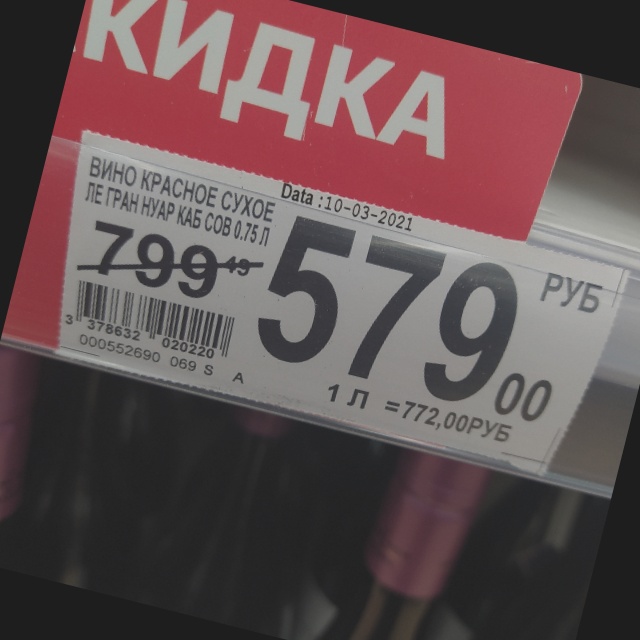 КИДКА
ВИНО КРАСНОЕ СУХОЕ
ЛЕ ГРАН НУАР КАБ СОВ 0.75 Л
Data :10-03-2021
799 49
579 00
РУБ
3 378632 020220
000552690 069 S A
1 Л =772,00РУБ